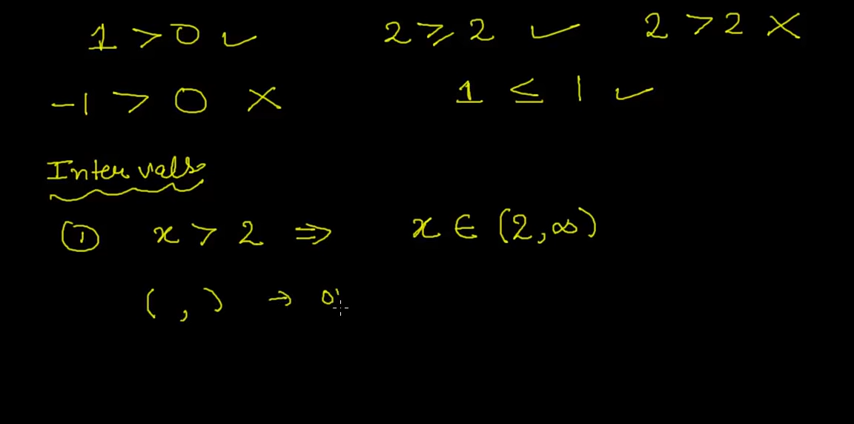 1 > 0 ✓ 2 ≥ 2 ✓ 2 > 2 ✗
-1 > 0 ✗ 1 ≤ 1 ✓
Intervals
① x > 2 ⇒ x ∈ (2, ∞)
( , ) →